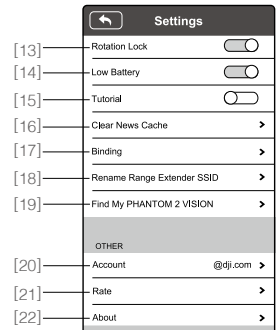 Settings
[13] Rotation Lock
[14] Low Battery
[15] Tutorial
[16] Clear News Cache >
[17] Binding >
[18] Rename Range Extender SSID >
[19] Find My PHANTOM 2 VISION >
OTHER
[20] Account @dji.com >
[21] Rate >
[22] About >